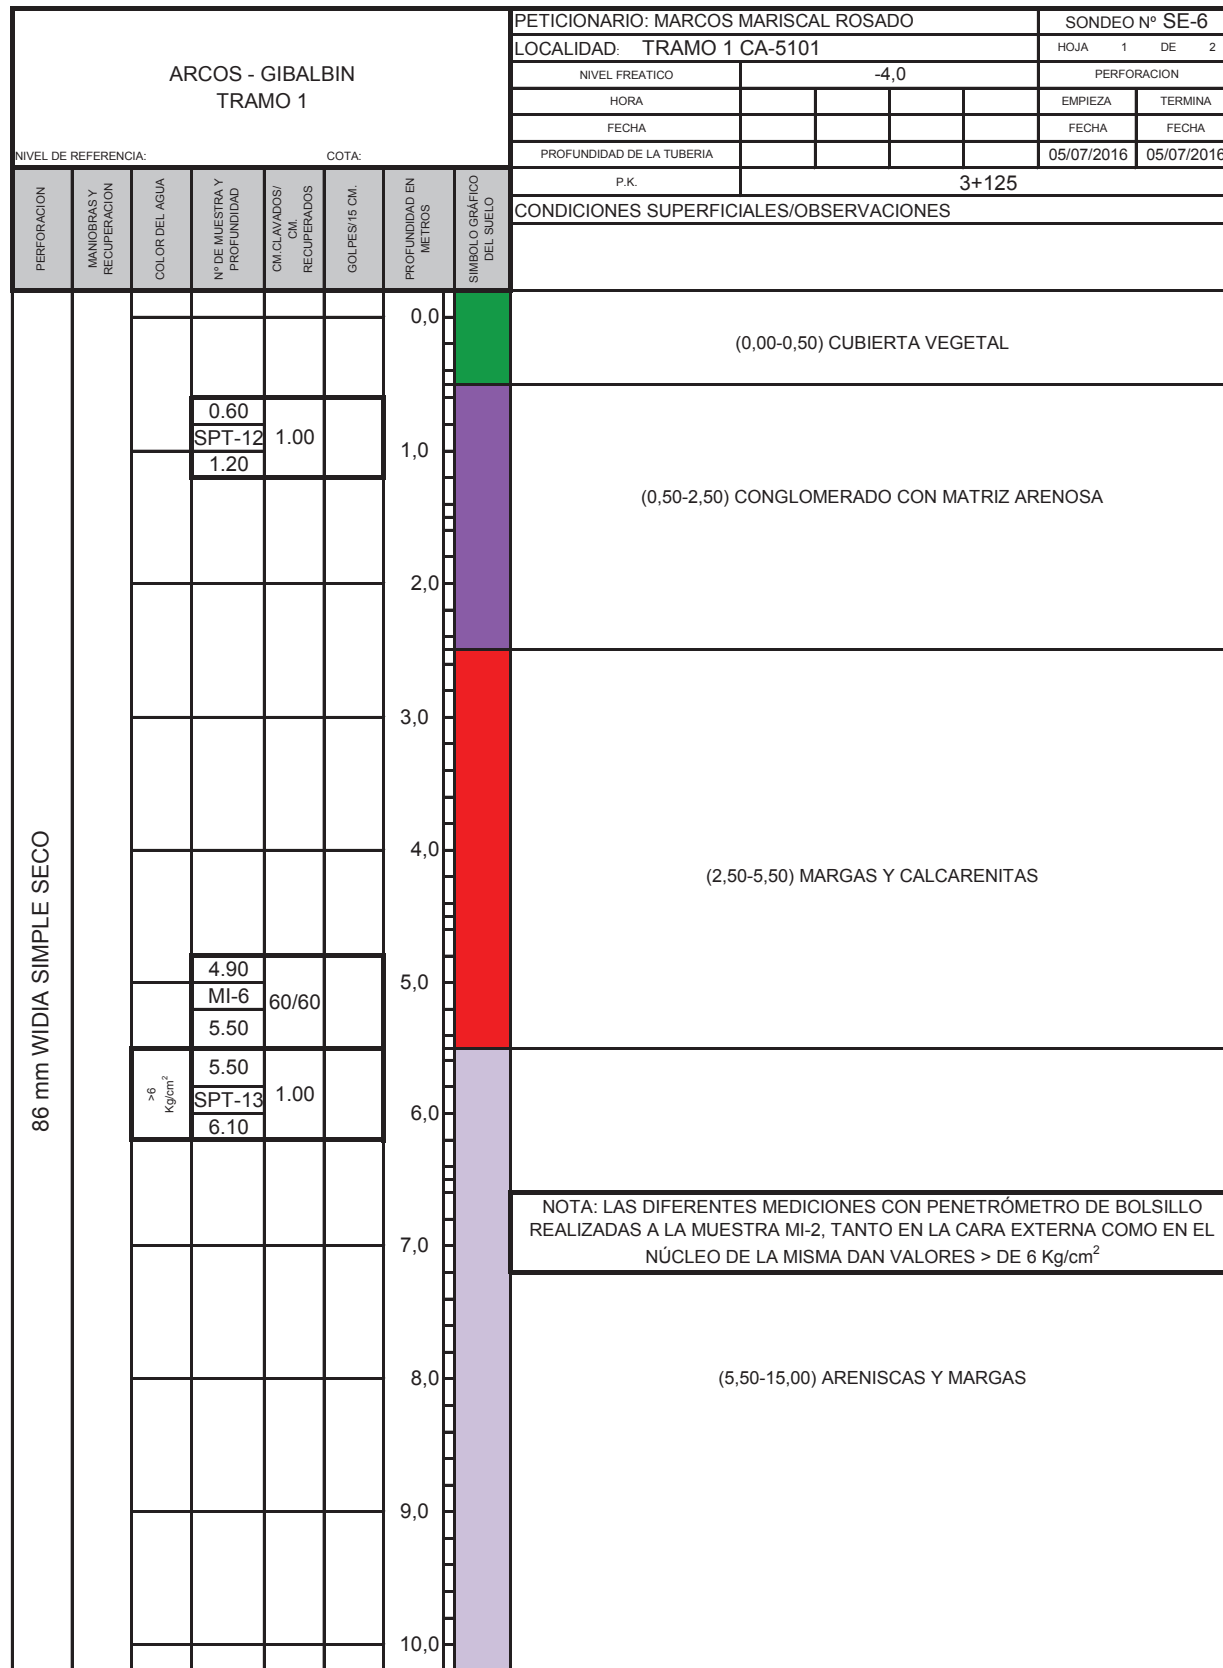 ARCOS - GIBALBIN
TRAMO 1
NIVEL DE REFERENCIA: COTA:
PETICIONARIO: MARCOS MARISCAL ROSADO
SONDEO Nº SE-6
LOCALIDAD: TRAMO 1 CA-5101
HOJA 1 DE 2
NIVEL FREATICO -4,0 PERFORACION
HORA EMPIEZA TERMINA
FECHA FECHA FECHA
PROFUNDIDAD DE LA TUBERIA 05/07/2016 05/07/2016
P.K. 3+125
CONDICIONES SUPERFICIALES/OBSERVACIONES
PERFORACION
MANIOBRAS Y
RECUPERACION
COLOR DEL AGUA
Nº DE MUESTRA Y
PROFUNDIDAD
CM.CLAVADOS/
CM.
RECUPERADOS
GOLPES/15 CM.
PROFUNDIDAD EN
METROS
SIMBOLO GRÁFICO
DEL SUELO
86 mm WIDIA SIMPLE SECO
0,0
(0,00-0,50) CUBIERTA VEGETAL
0.60
SPT-12 1.00
1.20
1,0
(0,50-2,50) CONGLOMERADO CON MATRIZ ARENOSA
2,0
3,0
4,0
(2,50-5,50) MARGAS Y CALCARENITAS
4.90
MI-6 60/60
5.50
5,0
>6
Kg/cm²
5.50
SPT-13 1.00
6.10
6,0
NOTA: LAS DIFERENTES MEDICIONES CON PENETRÓMETRO DE BOLSILLO
REALIZADAS A LA MUESTRA MI-2, TANTO EN LA CARA EXTERNA COMO EN EL
NÚCLEO DE LA MISMA DAN VALORES > DE 6 Kg/cm²
7,0
8,0
(5,50-15,00) ARENISCAS Y MARGAS
9,0
10,0